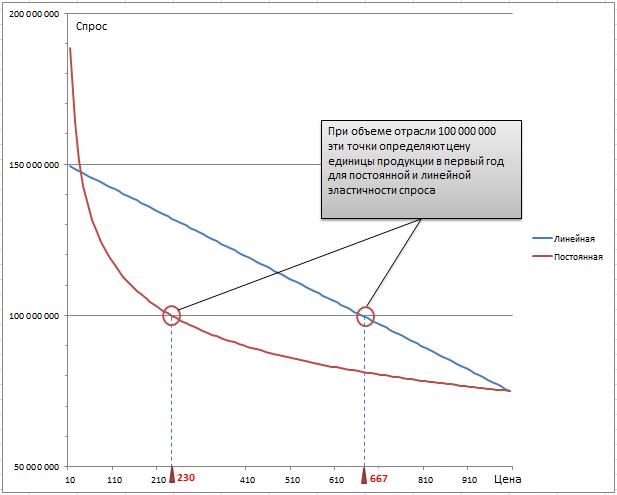 200 000 000
Спрос
При объеме отрасли 100 000 000
эти точки определяют цену
единицы продукции в первый год
для постоянной и линейной
эластичности спроса
150 000 000
Линейная
Постоянная
100 000 000
50 000 000
230
667
10 110 210 410 510 610 810 910 Цена